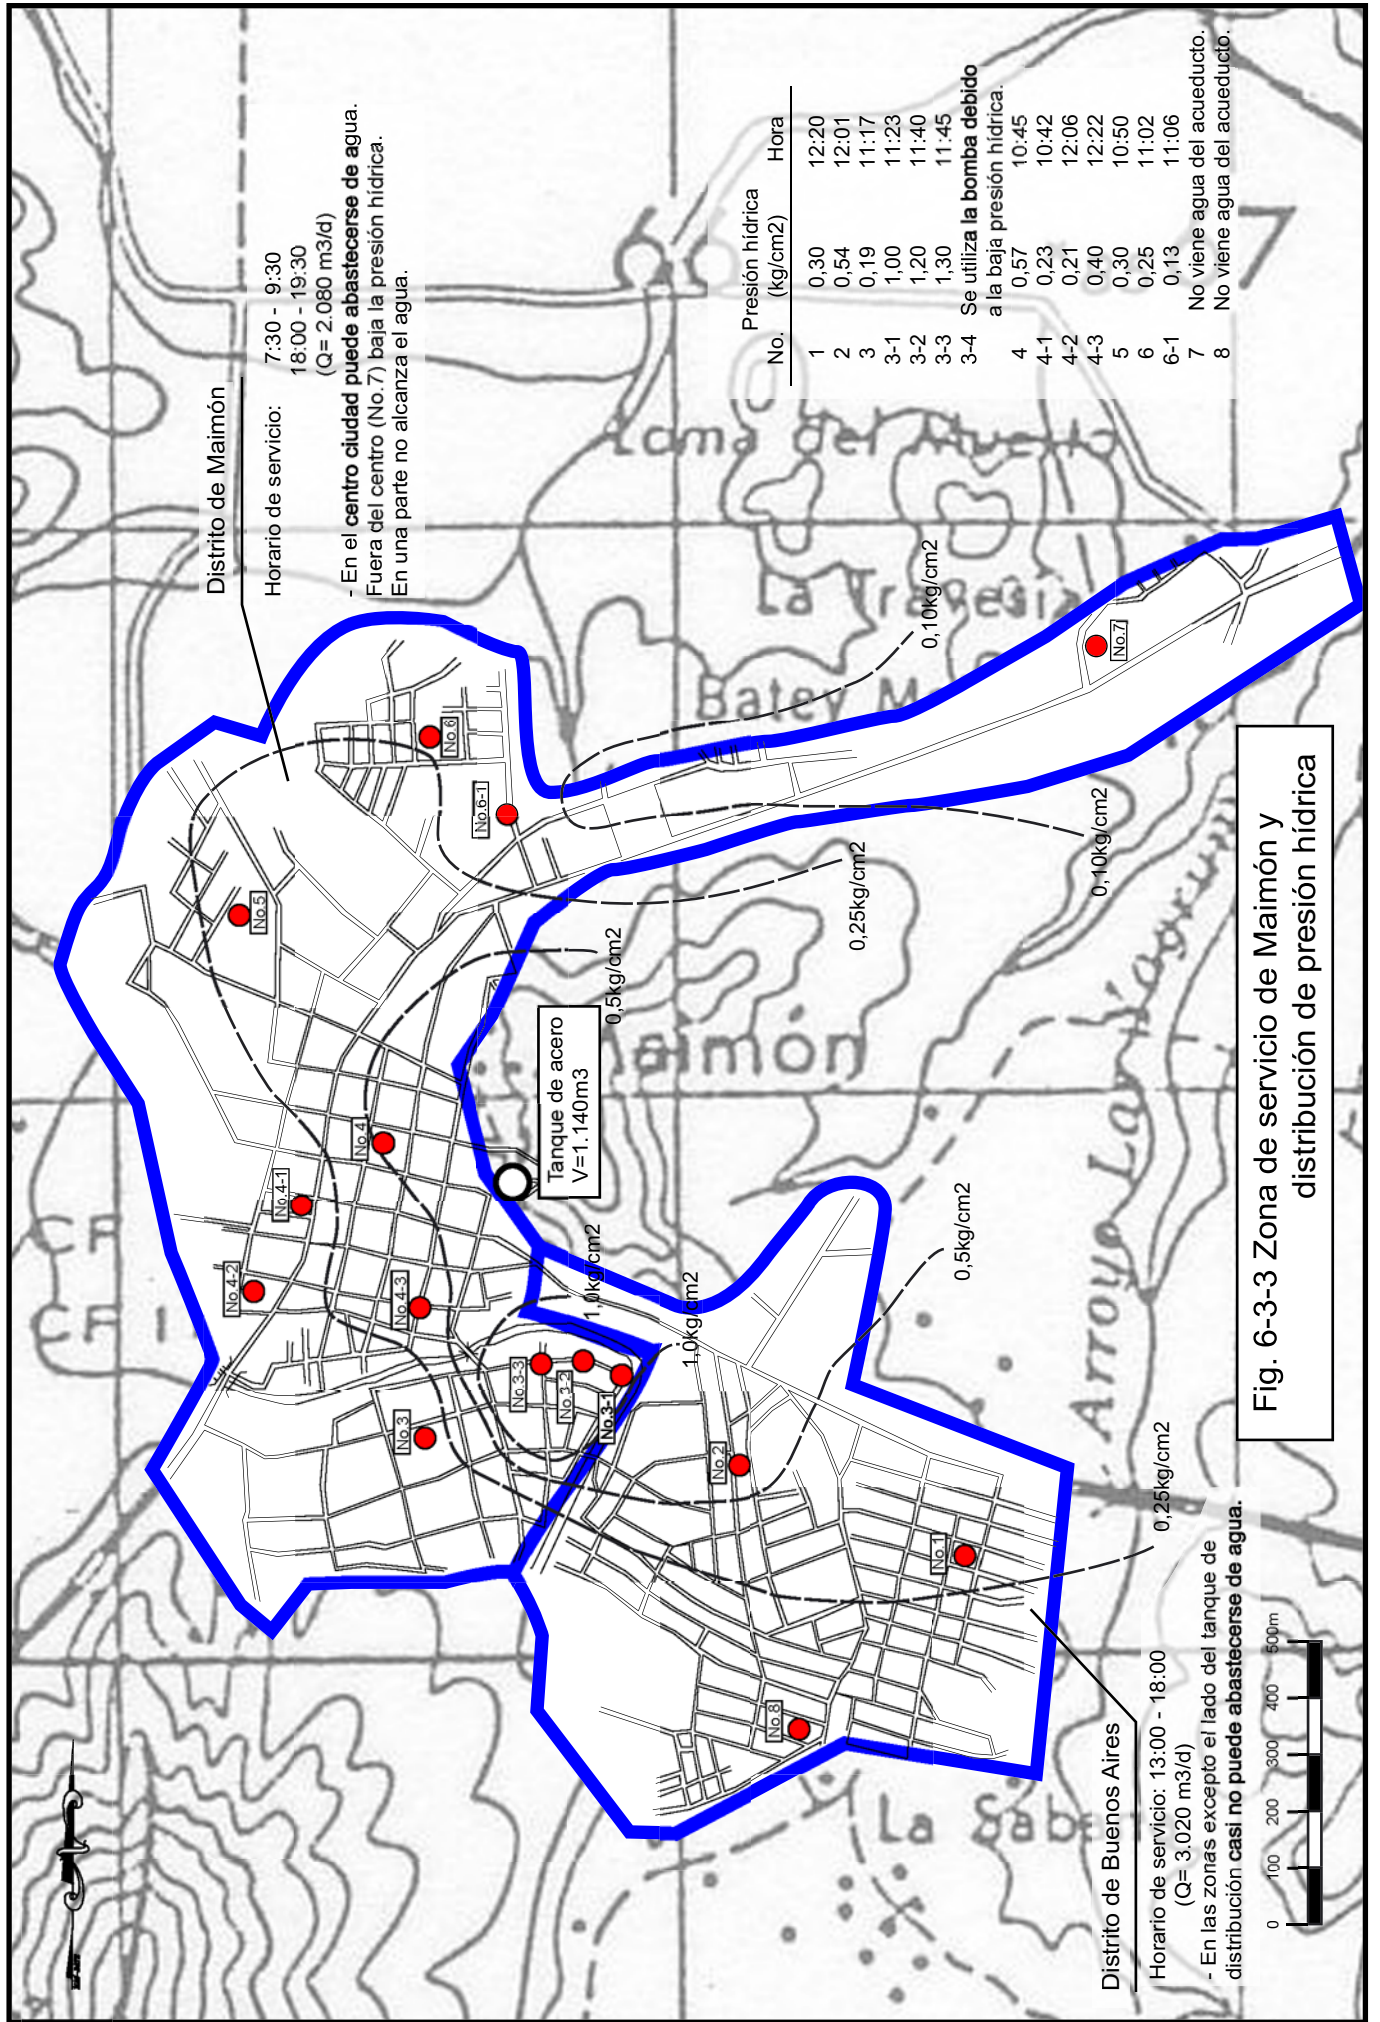 Distrito de Maimón
Horario de servicio: 7:30 - 9:30
18:00 - 19:30
(Q= 2.080 m3/d)
- En el centro ciudad puede abastecerse de agua.
Fuera del centro (No.7) baja la presión hídrica.
En una parte no alcanza el agua.
No. Presión hídrica (kg/cm2) Hora
1 0,30 12:20
2 0,54 12:01
3 0,19 11:17
3-1 1,00 11:23
3-2 1,20 11:40
3-3 1,30 11:45
3-4 Se utiliza la bomba debido
a la baja presión hídrica.
4 0,57 10:45
4-1 0,23 10:42
4-2 0,21 12:06
4-3 0,40 12:22
5 0,30 10:50
6 0,25 11:02
6-1 0,13 11:06
7 No viene agua del acueducto.
8 No viene agua del acueducto.
No.6
No.6-1
No.5
No.7
No.4
No.4-1
No.4-2
No.4-3
No.3
No.3-3
No.3-2
No.3-1
No.2
No.1
No.8
0,10kg/cm2
0,10kg/cm2
0,25kg/cm2
0,5kg/cm2
1,0kg/cm2
1,0kg/cm2
0,5kg/cm2
0,25kg/cm2
Tanque de acero
V=1.140m3
Loma del Muerto
La Travesia
Batey M
aimón
Arroyo La
La Saban
7
Distrito de Buenos Aires
Horario de servicio: 13:00 - 18:00
(Q= 3.020 m3/d)
- En las zonas excepto el lado del tanque de
distribución casi no puede abastecerse de agua.
0 100 200 300 400 500m
Fig. 6-3-3 Zona de servicio de Maimón y
distribución de presión hídrica